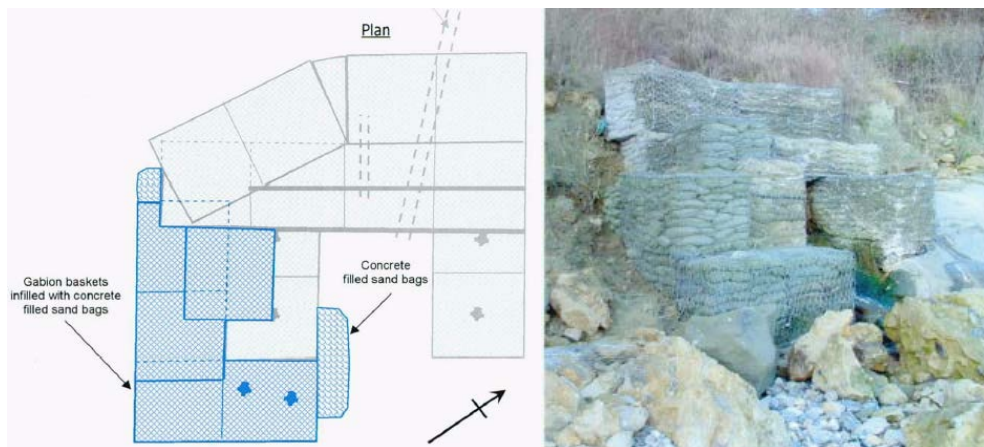 Plan
Gabion baskets
infilled with concrete
filled sand bags
Concrete
filled sand bags